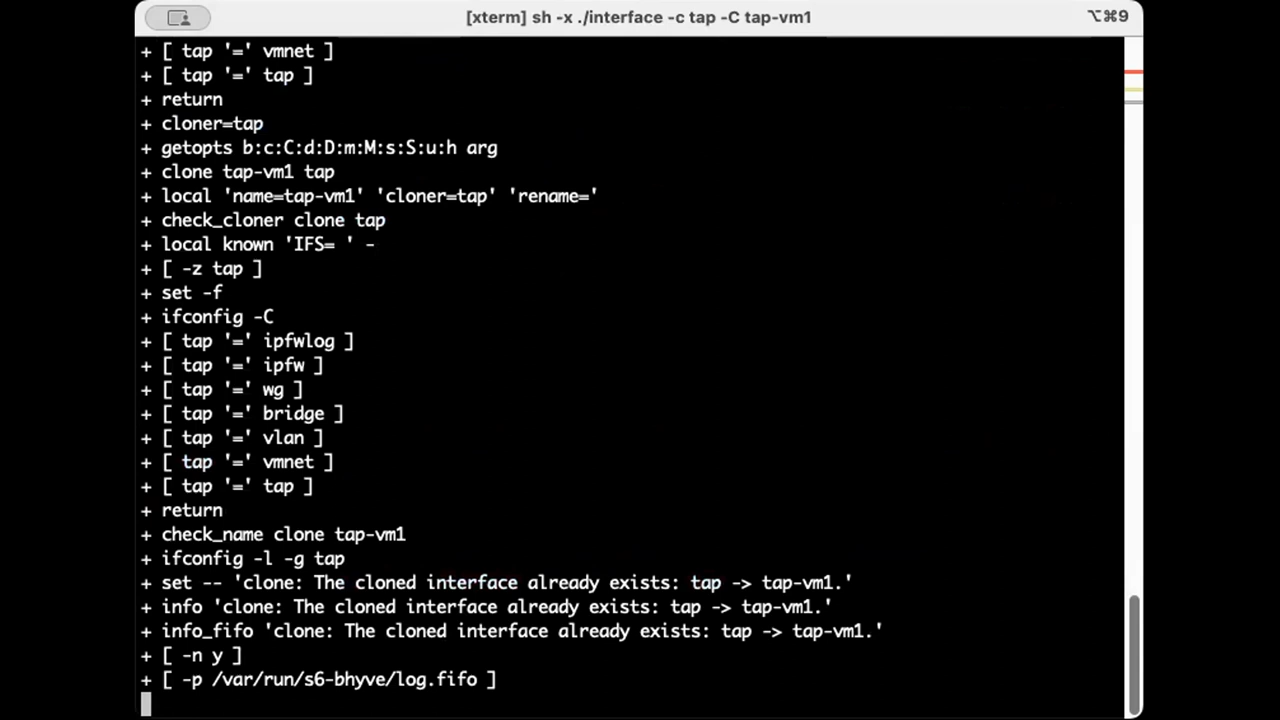 [xterm] sh -x ./interface -c tap -C tap-vm1
⌥⌘9
+ [ tap '=' vmnet ]
+ [ tap '=' tap ]
+ return
+ cloner=tap
+ getopts b:c:C:d:D:m:M:s:S:u:h arg
+ clone tap-vm1 tap
+ local 'name=tap-vm1' 'cloner=tap' 'rename='
+ check_cloner clone tap
+ local known 'IFS= ' -
+ [ -z tap ]
+ set -f
+ ifconfig -C
+ [ tap '=' ipfwlog ]
+ [ tap '=' ipfw ]
+ [ tap '=' wg ]
+ [ tap '=' bridge ]
+ [ tap '=' vlan ]
+ [ tap '=' vmnet ]
+ [ tap '=' tap ]
+ return
+ check_name clone tap-vm1
+ ifconfig -l -g tap
+ set -- 'clone: The cloned interface already exists: tap -> tap-vm1.'
+ info 'clone: The cloned interface already exists: tap -> tap-vm1.'
+ info_fifo 'clone: The cloned interface already exists: tap -> tap-vm1.'
+ [ -n y ]
+ [ -p /var/run/s6-bhyve/log.fifo ]